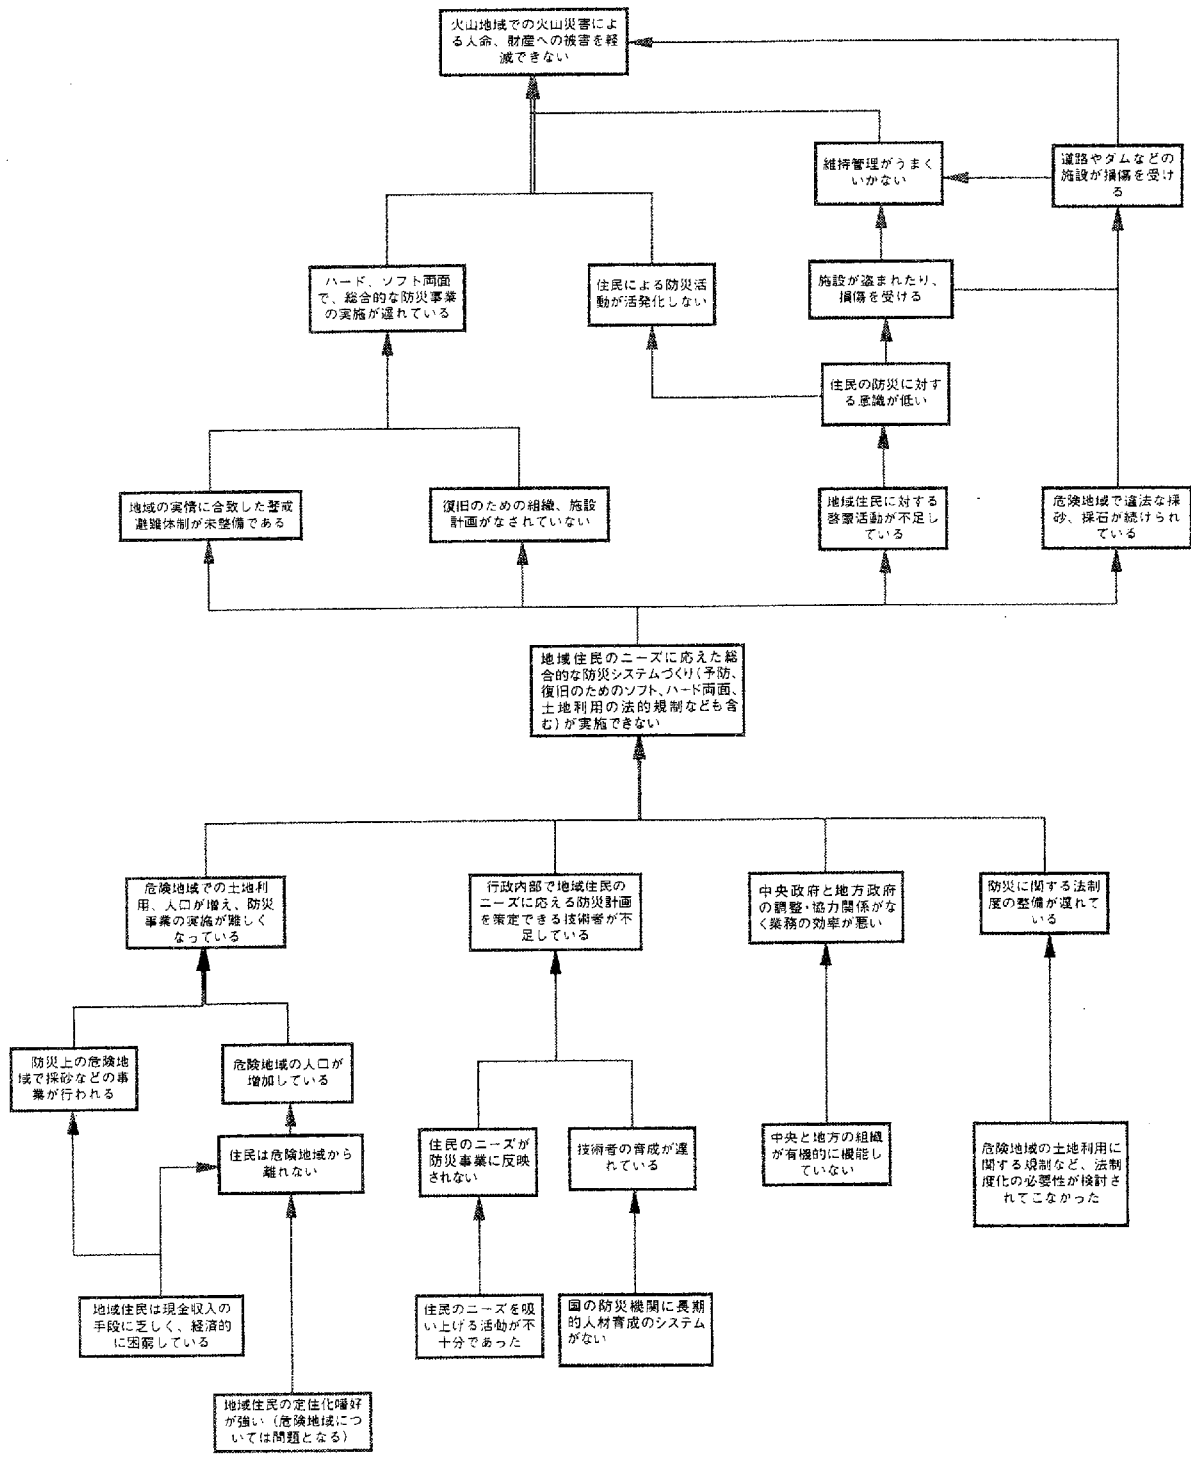 火山地域での火山災害によ
る人命、財産への被害を軽
減できない
維持管理がうまく
いかない
道路やダムなどの
施設が損傷を受け
る
ハード、ソフト両面
で、総合的な防災事業
の実施が遅れている
住民による防災活
動が活発化しない
施設が盗まれたり、
損傷を受ける
住民の防災に対す
る意識が低い
地域の実情に合致した警戒
避難体制が未整備である
復旧のための組織、施設
計画がなされていない
地域住民に対する
啓蒙活動が不足し
ている
危険地域で違法な採
砂、採石が続けられ
ている
地域住民のニーズに応えた総
合的な防災システムづくり(予防、
復旧のためのソフト、ハード両面、
土地利用の法的規制なども含
む)が実施できない
危険地域での土地利
用、人口が増え、防災
事業の実施が難しく
なっている
行政内部で地域住民の
ニーズに応える防災計画
を策定できる技術者が不
足している
中央政府と地方政府
の調整・協力関係がな
く業務の効率が悪い
防災に関する法制
度の整備が遅れて
いる
防災上の危険地
域で採砂などの事
業が行われる
危険地域の人口が
増加している
住民は危険地域から
離れない
住民のニーズが
防災事業に反映
されない
技術者の育成が遅
れている
中央と地方の組織
が有機的に機能し
ていない
危険地域の土地利用に
関する規制など、法制
度化の必要性が検討さ
れてこなかった
地域住民は現金収入の
手段に乏しく、経済的
に困窮している
住民のニーズを吸
い上げる活動が不
十分であった
国の防災機関に長期
的人材育成のシステム
がない
地域住民の定住化嗜好
が強い(危険地域につ
いては問題となる)